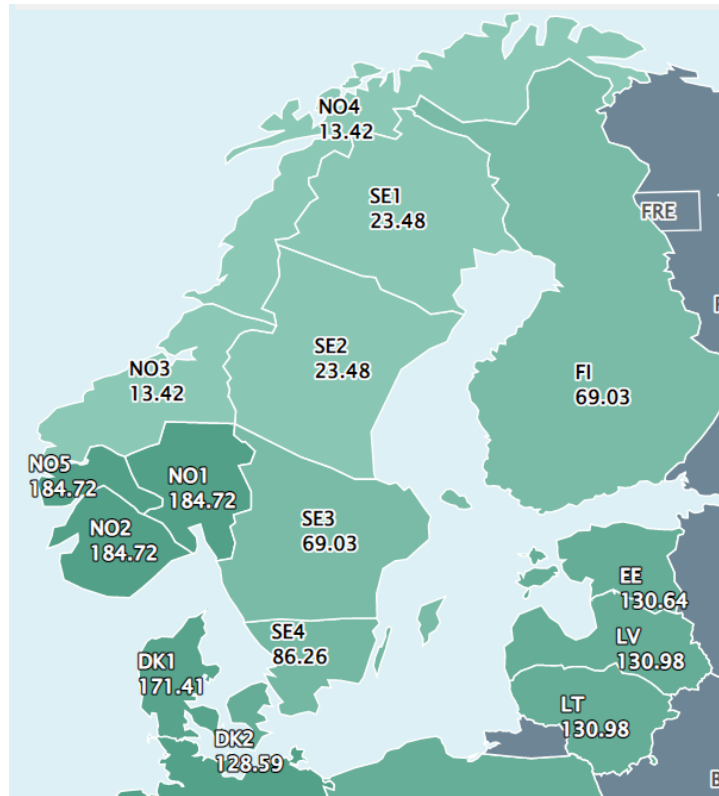 NO4
13.42
SE1
23.48
FRE
SE2
23.48
NO3
13.42
FI
69.03
NO5
184.72
NO1
184.72
NO2
184.72
SE3
69.03
EE
130.64
SE4
86.26
LV
130.98
DK1
171.41
LT
130.98
DK2
128.59